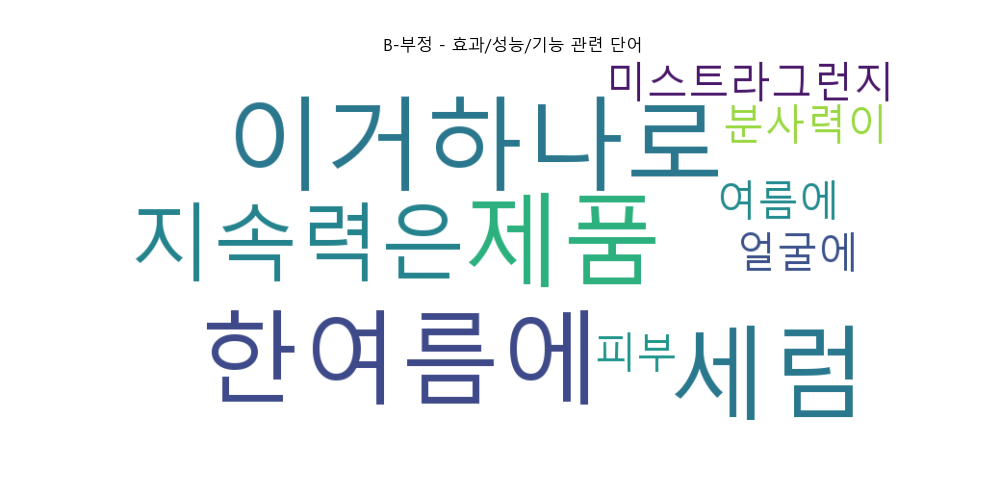 B-부정 - 효과/성능/기능 관련 단어
미스트라그런지
이거하나로
분사력이
지속력은
제품
여름에
얼굴에
한여름에
피부
세럼